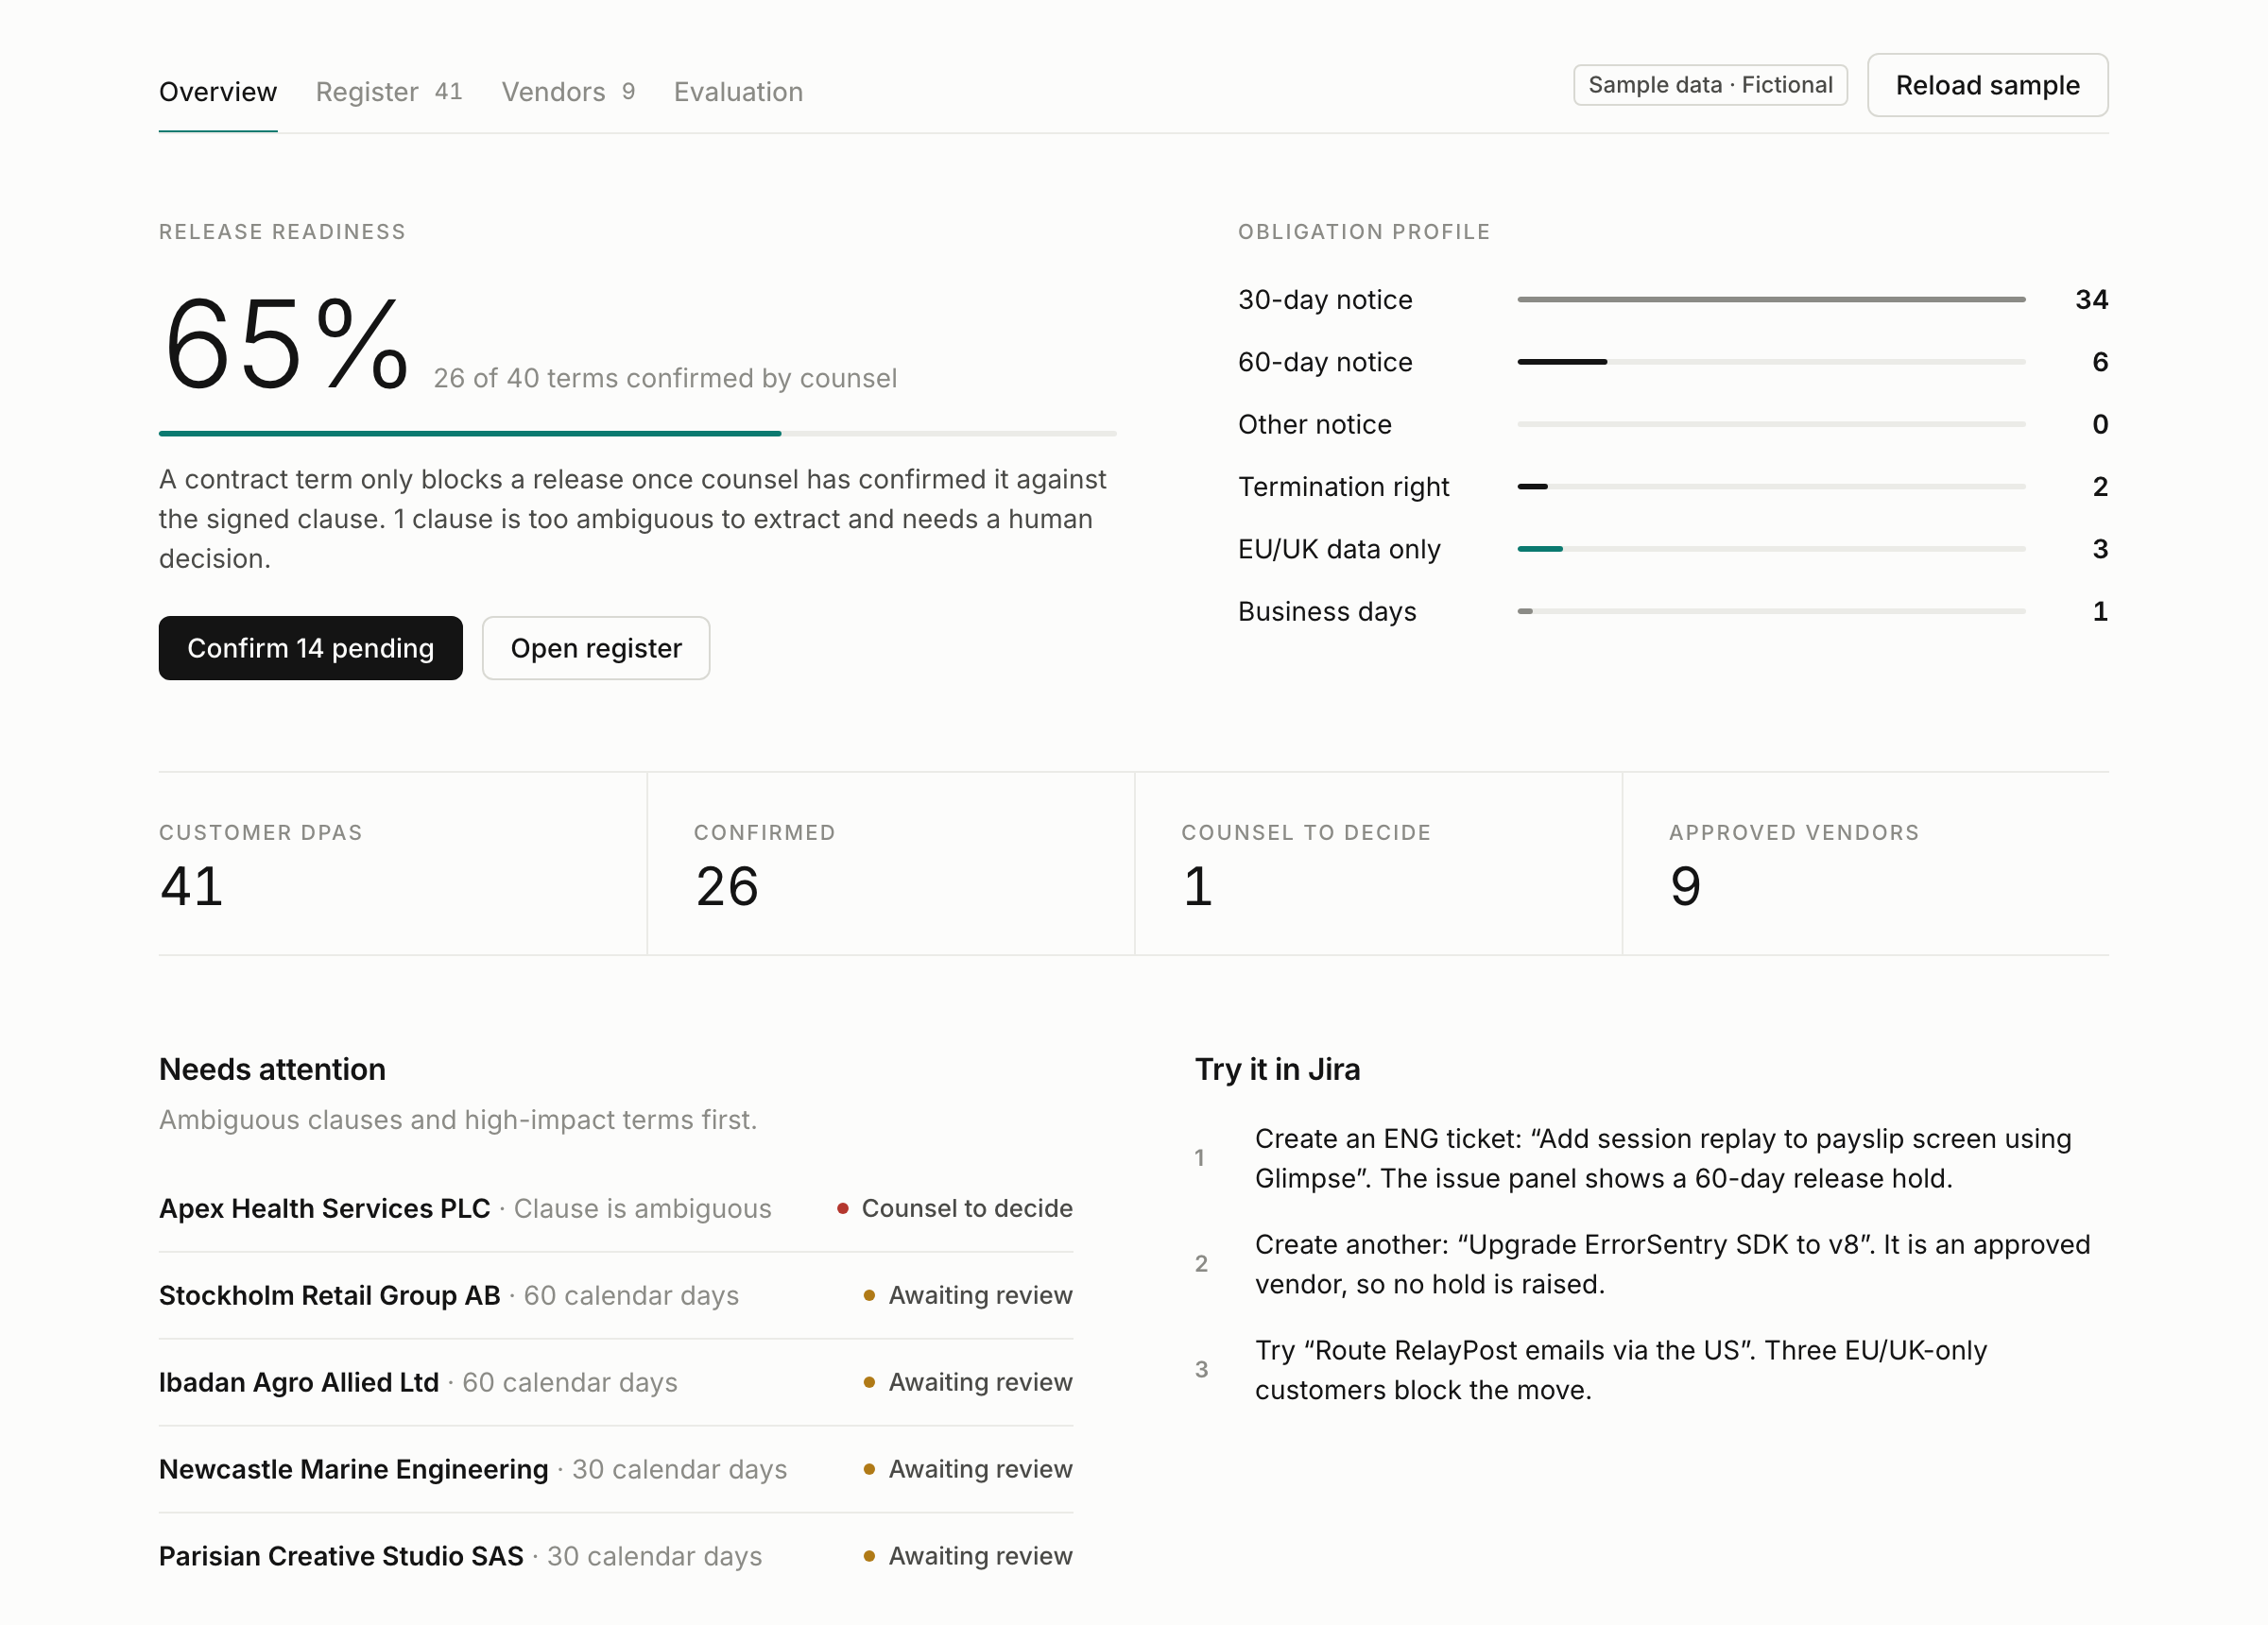 Overview Register 41 Vendors 9 Evaluation Sample data · Fictional Reload sample
RELEASE READINESS
65% 26 of 40 terms confirmed by counsel
A contract term only blocks a release once counsel has confirmed it against
the signed clause. 1 clause is too ambiguous to extract and needs a human
decision.
Confirm 14 pending Open register
OBLIGATION PROFILE
30-day notice 34
60-day notice 6
Other notice 0
Termination right 2
EU/UK data only 3
Business days 1
CUSTOMER DPAS
41
CONFIRMED
26
COUNSEL TO DECIDE
1
APPROVED VENDORS
9
Needs attention
Ambiguous clauses and high-impact terms first.
Apex Health Services PLC · Clause is ambiguous Counsel to decide
Stockholm Retail Group AB · 60 calendar days Awaiting review
Ibadan Agro Allied Ltd · 60 calendar days Awaiting review
Newcastle Marine Engineering · 30 calendar days Awaiting review
Parisian Creative Studio SAS · 30 calendar days Awaiting review
Try it in Jira
1 Create an ENG ticket: “Add session replay to payslip screen using
Glimpse”. The issue panel shows a 60-day release hold.
2 Create another: “Upgrade ErrorSentry SDK to v8”. It is an approved
vendor, so no hold is raised.
3 Try “Route RelayPost emails via the US”. Three EU/UK-only
customers block the move.